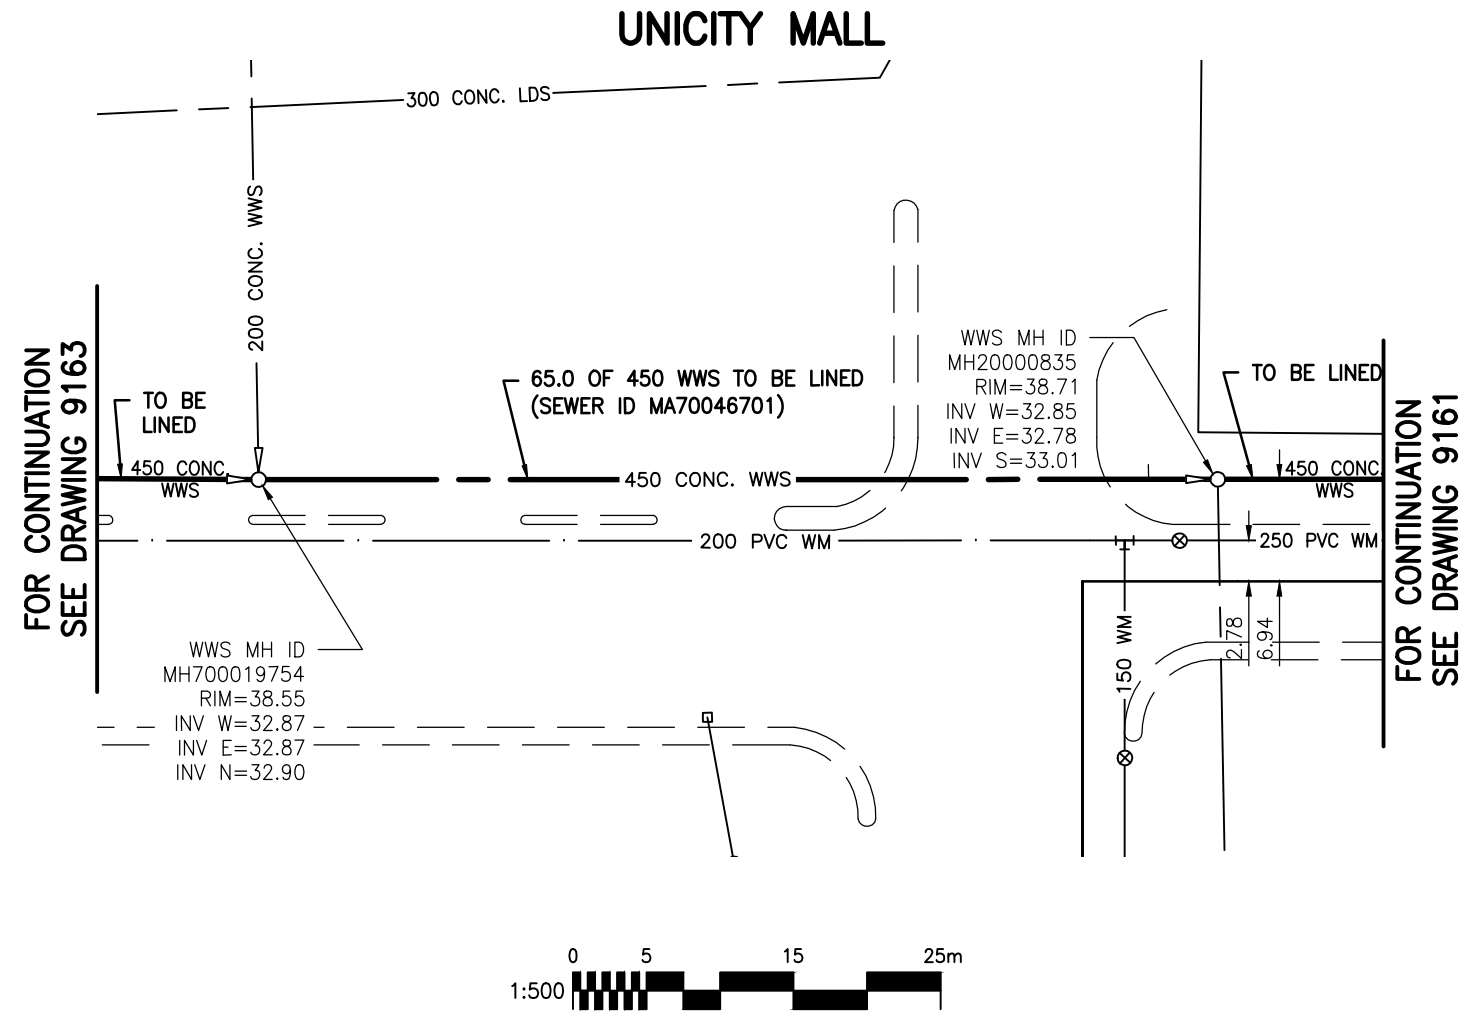 UNICITY MALL
300 CONC. LDS
200 CONC. WWS
FOR CONTINUATION
SEE DRAWING 9163
TO BE
LINED
450 CONC.
WWS
65.0 OF 450 WWS TO BE LINED
(SEWER ID MA70046701)
450 CONC. WWS
WWS MH ID
MH20000835
RIM=38.71
INV W=32.85
INV E=32.78
INV S=33.01
TO BE LINED
450 CONC.
WWS
FOR CONTINUATION
SEE DRAWING 9161
200 PVC WM
250 PVC WM
150 WM
2.78
6.94
WWS MH ID
MH700019754
RIM=38.55
INV W=32.87
INV E=32.87
INV N=32.90
0 5 15 25m
1:500